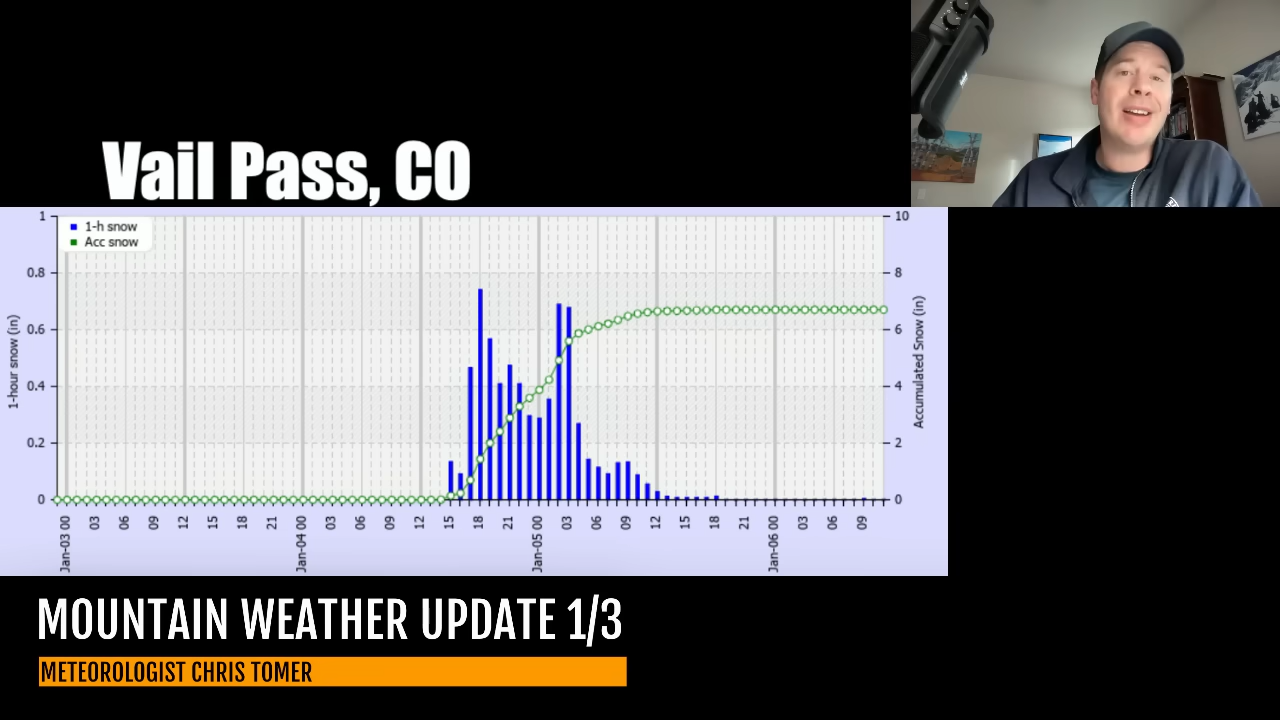 Vail Pass, CO
1-h snow
Acc snow
1
0.8
0.6
0.4
0.2
0
1-hour snow (in)
10
8
6
4
2
0
Accumulated Snow (in)
Jan-03 00 03 06 09 12 15 18 21 Jan-04 00 03 06 09 12 15 18 21 Jan-05 00 03 06 09 12 15 18 21 Jan-06 00 03 06 09
MOUNTAIN WEATHER UPDATE 1/3
METEOROLOGIST CHRIS TOMER